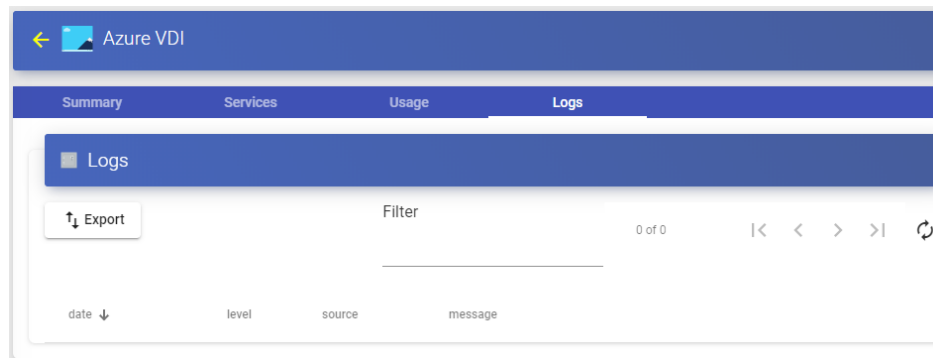 Azure VDI
Summary Services Usage Logs
Logs
Export
Filter
0 of 0
date level source message